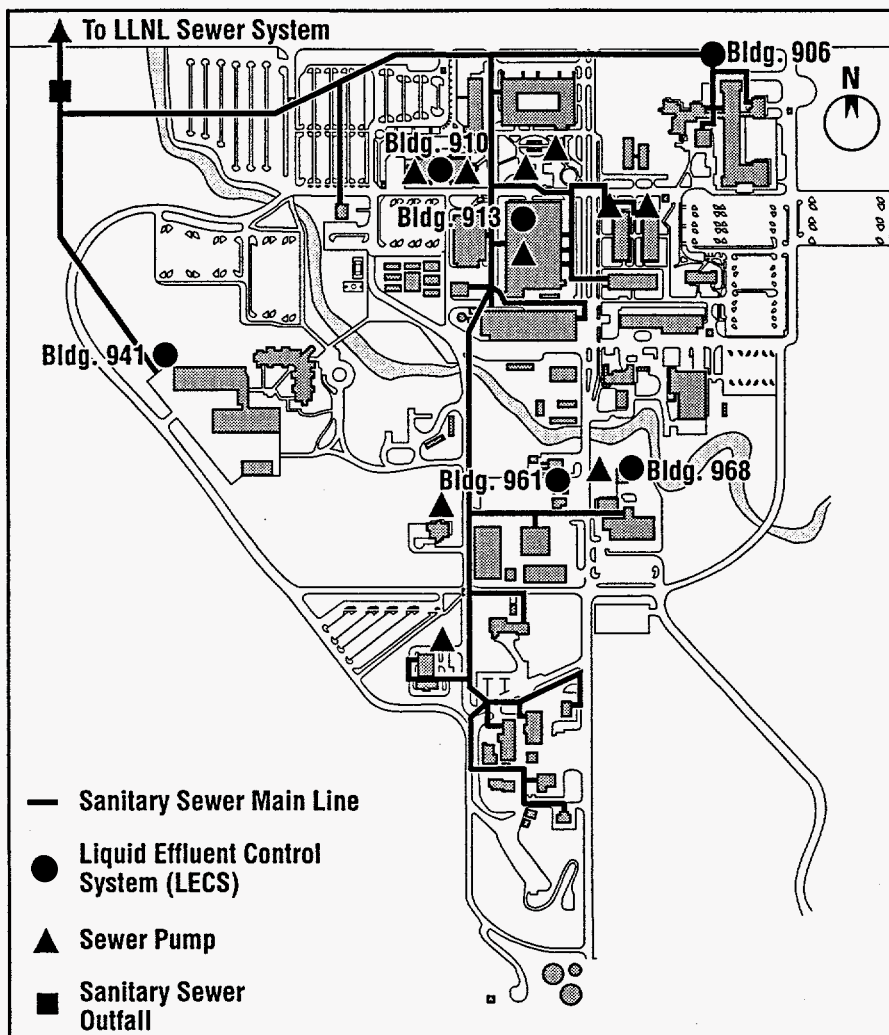 To LLNL Sewer System
Bldg. 906
N
Bldg. 910
Bldg. 913
Bldg. 941
Bldg. 961
Bldg. 968
Sanitary Sewer Main Line
Liquid Effluent Control
System (LECS)
Sewer Pump
Sanitary Sewer
Outfall